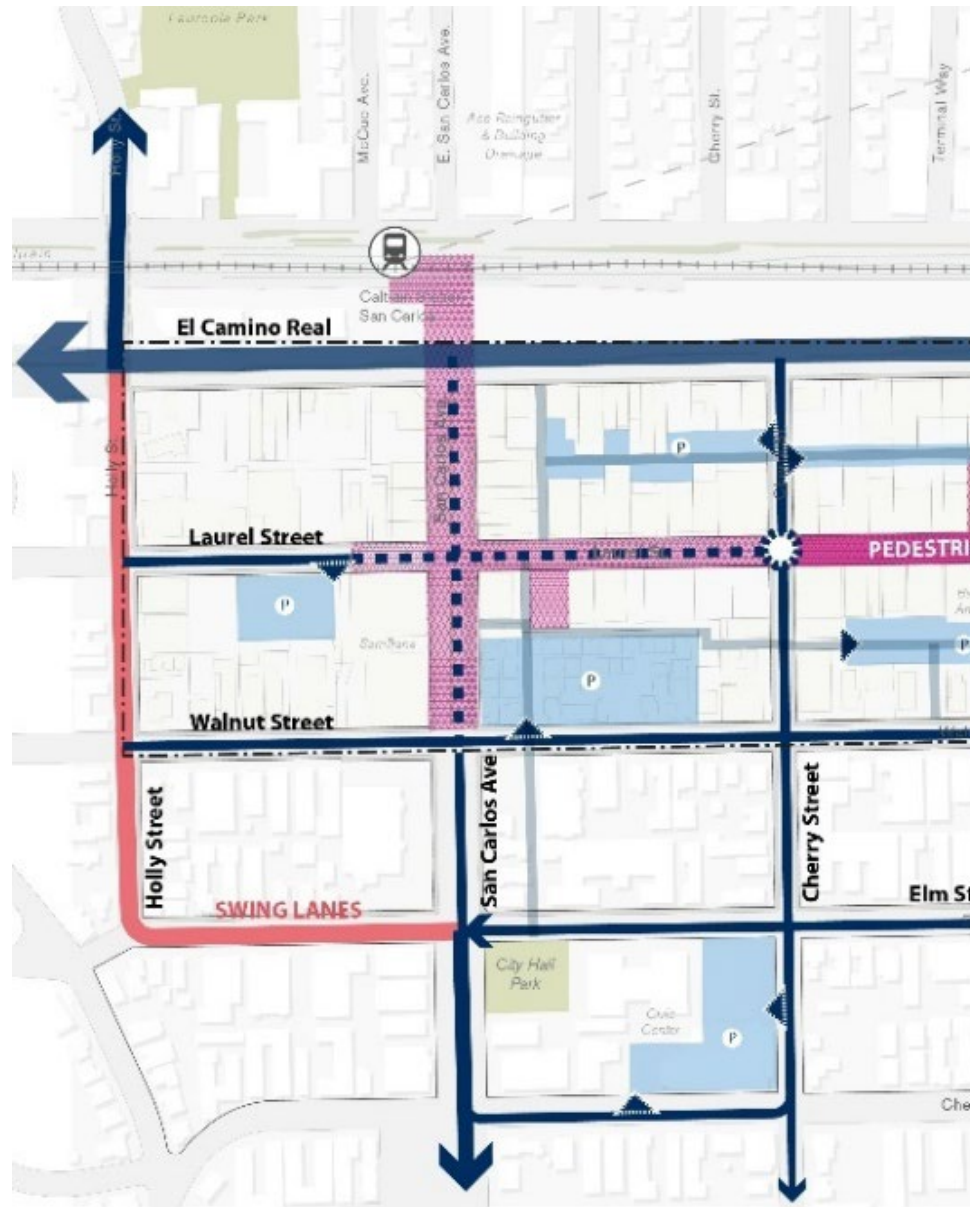 McCue Ave.
E. San Carlos Ave.
Cherry St.
Terminal Way
& Building
Holly St.
San Carlos
El Camino Real
San Carlos Ave.
P
Holly St.
Laurel Street
PEDESTRI
P
P
P
Walnut Street
Holly Street
San Carlos Ave
Cherry Street
Elm St
SWING LANES
City Hall
Park
Civic
Center
P
Che